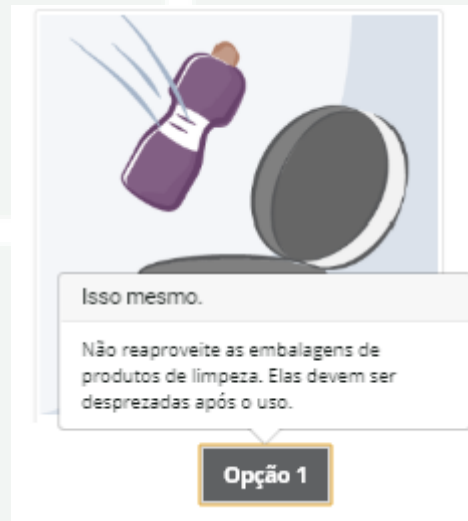 Isso mesmo.
Não reaproveite as embalagens de
produtos de limpeza. Elas devem ser
desprezadas após o uso.
Opção 1